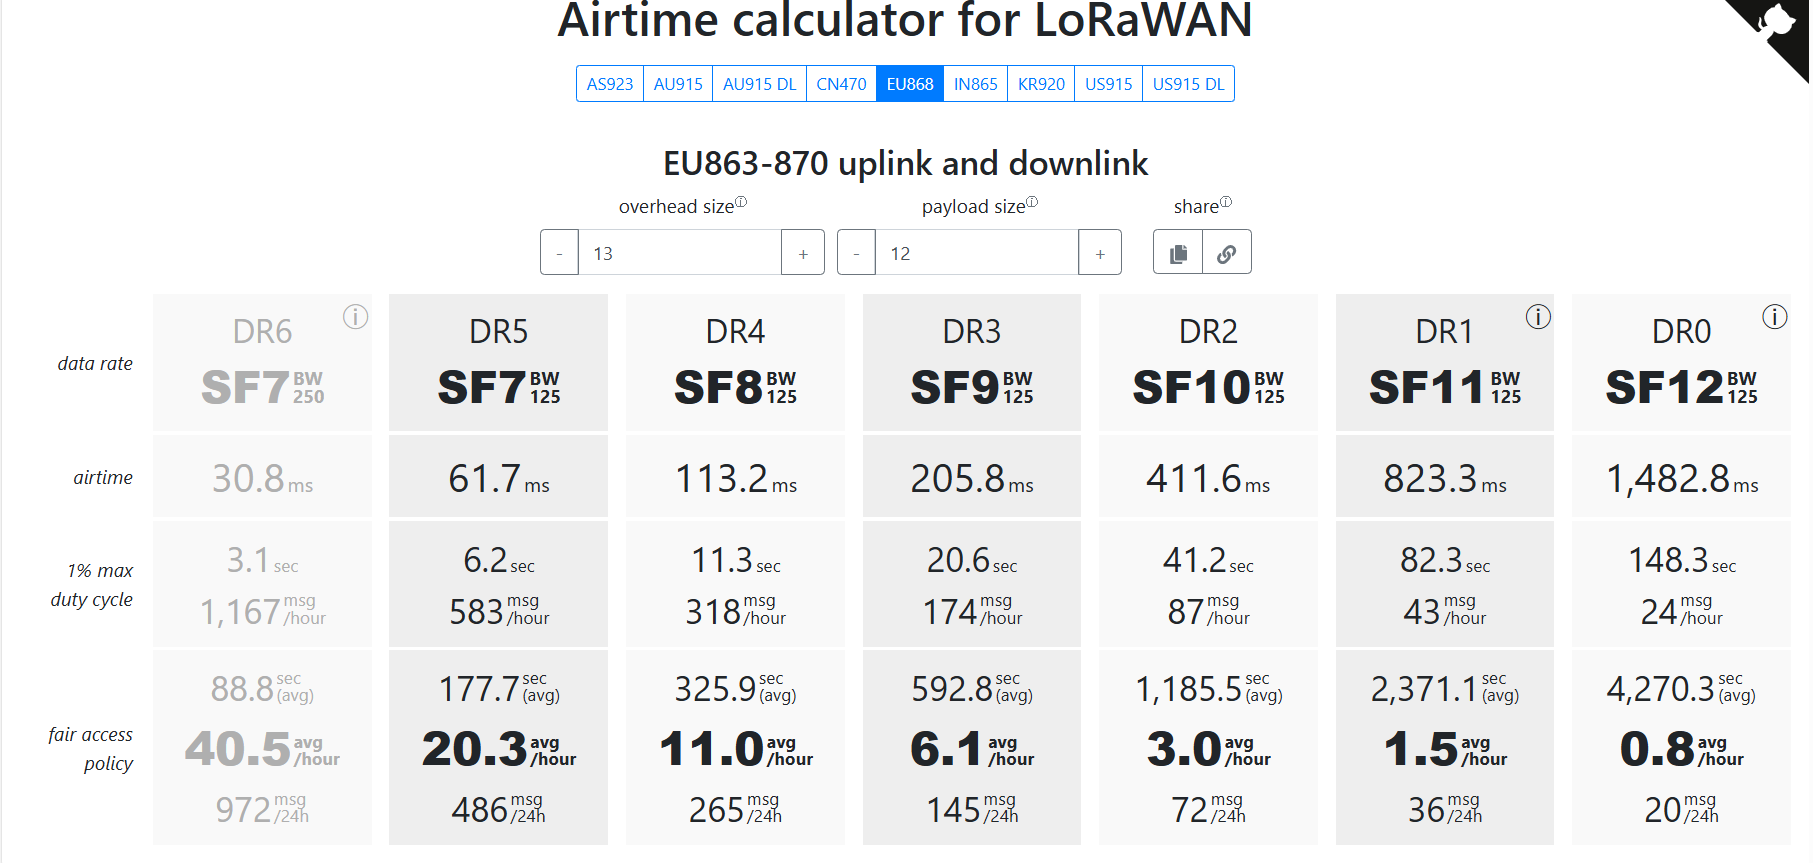 Airtime calculator for LoRaWAN
AS923 AU915 AU915 DL CN470 EU868 IN865 KR920 US915 US915 DL
EU863-870 uplink and downlink
overhead sizeⓘ payload sizeⓘ shareⓘ
- 13 + - 12 +
data rate
DR6 ⓘ DR5 DR4 DR3 DR2 DR1 ⓘ DR0 ⓘ
SF7 BW 250 SF7 BW 125 SF8 BW 125 SF9 BW 125 SF10 BW 125 SF11 BW 125 SF12 BW 125
airtime 30.8 ms 61.7 ms 113.2 ms 205.8 ms 411.6 ms 823.3 ms 1,482.8 ms
1% max duty cycle
3.1 sec 6.2 sec 11.3 sec 20.6 sec 41.2 sec 82.3 sec 148.3 sec
1,167 msg /hour 583 msg /hour 318 msg /hour 174 msg /hour 87 msg /hour 43 msg /hour 24 msg /hour
fair access policy
88.8 sec (avg) 177.7 sec (avg) 325.9 sec (avg) 592.8 sec (avg) 1,185.5 sec (avg) 2,371.1 sec (avg) 4,270.3 sec (avg)
40.5 avg /hour 20.3 avg /hour 11.0 avg /hour 6.1 avg /hour 3.0 avg /hour 1.5 avg /hour 0.8 avg /hour
972 msg /24h 486 msg /24h 265 msg /24h 145 msg /24h 72 msg /24h 36 msg /24h 20 msg /24h